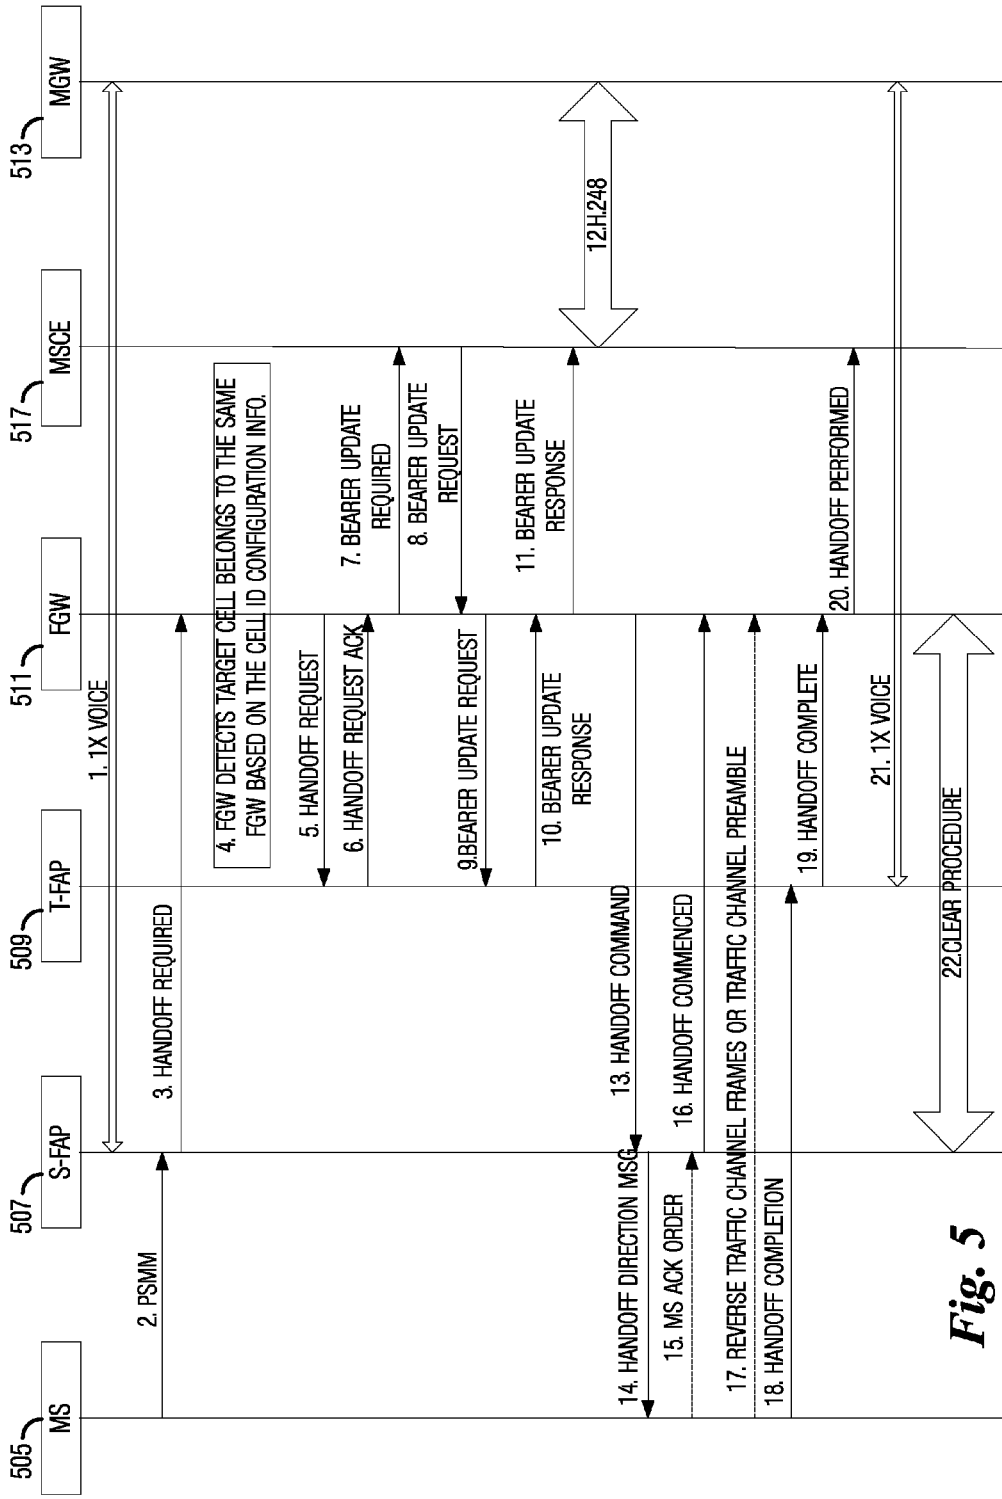 505
507
509
511
517
513
MS
S-FAP
T-FAP
FGW
MSCE
MGW
1. 1X VOICE
2. PSMM
3. HANDOFF REQUIRED
4. FGW DETECTS TARGET CELL BELONGS TO THE SAME
FGW BASED ON THE CELL ID CONFIGURATION INFO.
5. HANDOFF REQUEST
6. HANDOFF REQUEST ACK
7. BEARER UPDATE
REQUIRED
8. BEARER UPDATE
REQUEST
9.BEARER UPDATE REQUEST
10. BEARER UPDATE
RESPONSE
11. BEARER UPDATE
RESPONSE
12.H.248
13. HANDOFF COMMAND
14. HANDOFF DIRECTION MSG
15. MS ACK ORDER
16. HANDOFF COMMENCED
17. REVERSE TRAFFIC CHANNEL FRAMES OR TRAFFIC CHANNEL PREAMBLE
18. HANDOFF COMPLETION
19. HANDOFF COMPLETE
20. HANDOFF PERFORMED
21. 1X VOICE
22.CLEAR PROCEDURE
Fig. 5